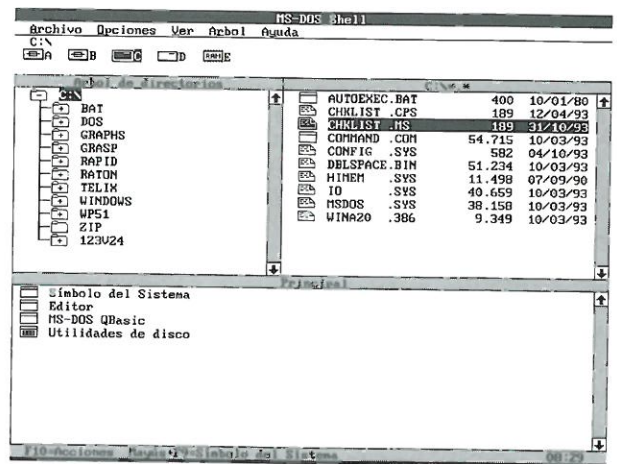 MS-DOS Shell
Archivo Opciones Ver Arbol Ayuda
C:\
A B C D RAM E
Arbol de directorios
C:\
BAT
DOS
GRAPHS
GRASP
RAPID
RATON
TELIX
WINDOWS
WP51
ZIP
123V24
C:\*.*
AUTOEXEC.BAT 400 10/01/80
CHKLIST .CPS 189 12/04/93
CHKLIST .MS 189 31/10/93
COMMAND .COM 54.715 10/03/93
CONFIG .SYS 582 04/10/93
DBLSPACE.BIN 51.234 10/03/93
HIMEM .SYS 11.498 07/09/90
IO .SYS 40.659 10/03/93
MSDOS .SYS 38.158 10/03/93
WINA20 .386 9.349 10/03/93
Principal
Símbolo del Sistema
Editor
MS-DOS QBasic
Utilidades de disco
F10=Acciones Mayús+F9=Símbolo del Sistema 08:29